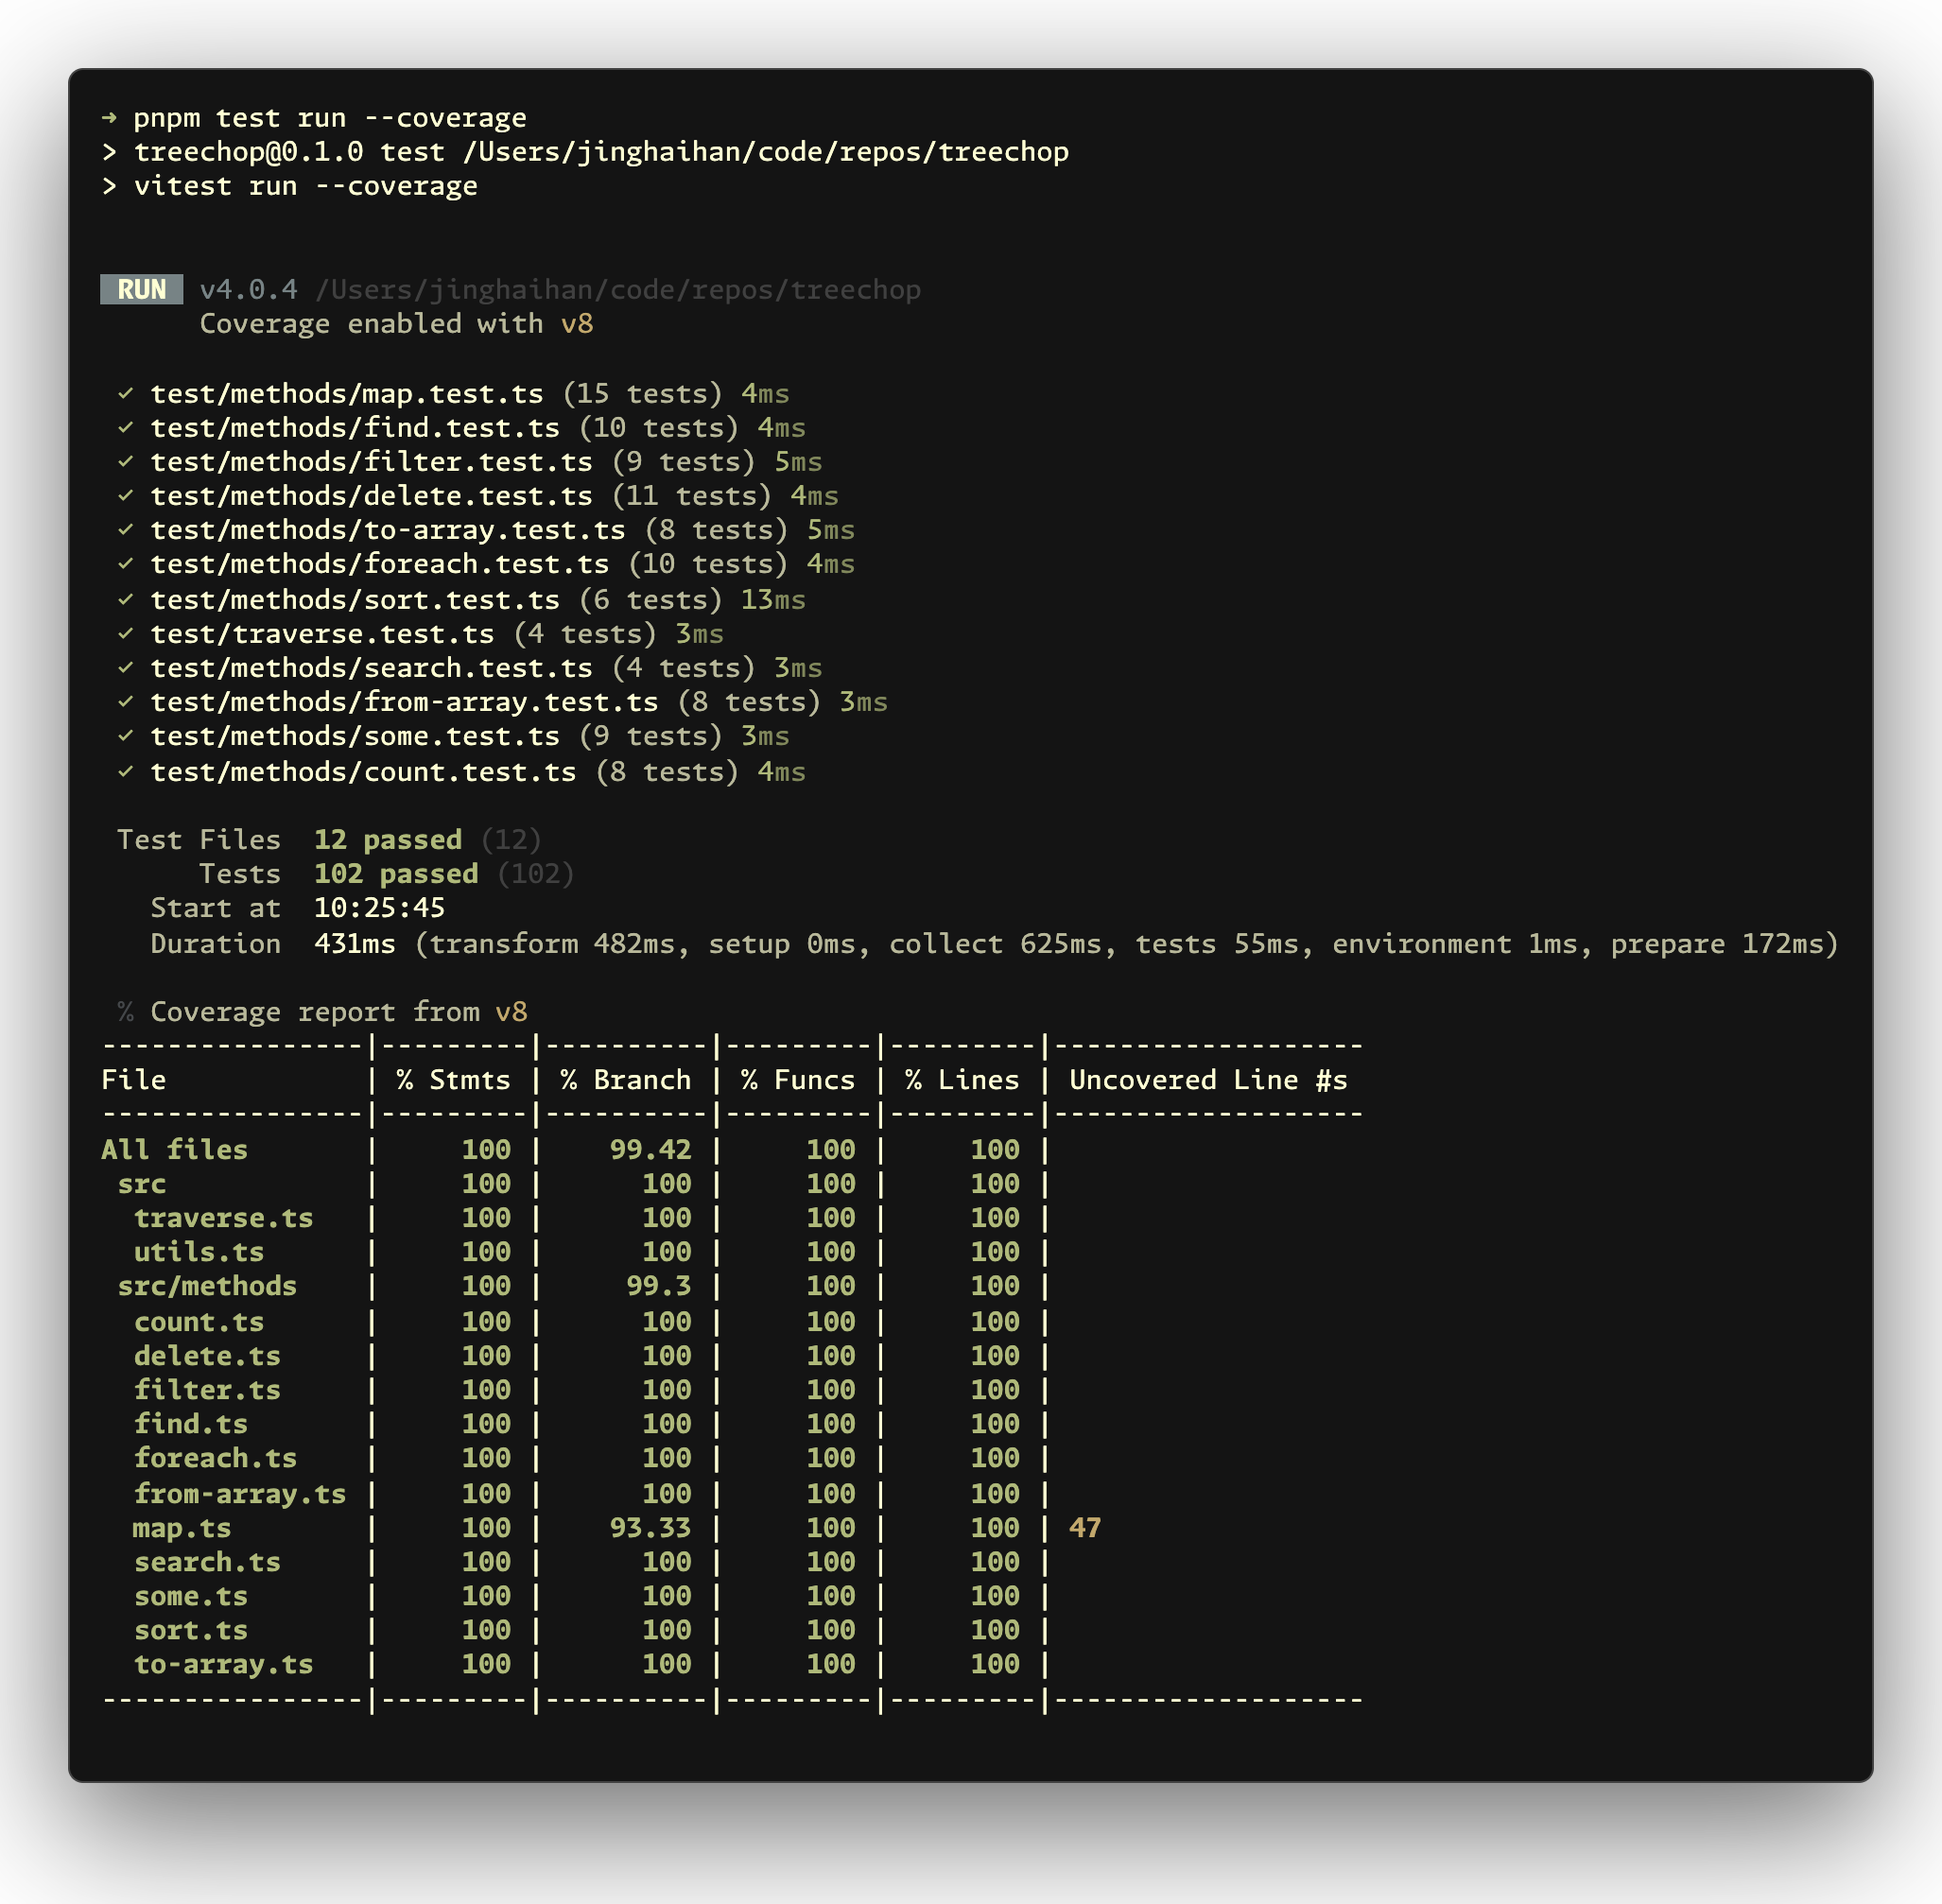 → pnpm test run --coverage
> treechop@0.1.0 test /Users/jinghaihan/code/repos/treechop
> vitest run --coverage
RUN v4.0.4 /Users/jinghaihan/code/repos/treechop
Coverage enabled with v8
✓ test/methods/map.test.ts (15 tests) 4ms
✓ test/methods/find.test.ts (10 tests) 4ms
✓ test/methods/filter.test.ts (9 tests) 5ms
✓ test/methods/delete.test.ts (11 tests) 4ms
✓ test/methods/to-array.test.ts (8 tests) 5ms
✓ test/methods/foreach.test.ts (10 tests) 4ms
✓ test/methods/sort.test.ts (6 tests) 13ms
✓ test/traverse.test.ts (4 tests) 3ms
✓ test/methods/search.test.ts (4 tests) 3ms
✓ test/methods/from-array.test.ts (8 tests) 3ms
✓ test/methods/some.test.ts (9 tests) 3ms
✓ test/methods/count.test.ts (8 tests) 4ms
Test Files 12 passed (12)
Tests 102 passed (102)
Start at 10:25:45
Duration 431ms (transform 482ms, setup 0ms, collect 625ms, tests 55ms, environment 1ms, prepare 172ms)
% Coverage report from v8
----------------|---------|----------|---------|---------|-------------------
File            | % Stmts | % Branch | % Funcs | % Lines | Uncovered Line #s
----------------|---------|----------|---------|---------|-------------------
All files       |     100 |    99.42 |     100 |     100 |
 src            |     100 |      100 |     100 |     100 |
  traverse.ts   |     100 |      100 |     100 |     100 |
  utils.ts      |     100 |      100 |     100 |     100 |
 src/methods    |     100 |     99.3 |     100 |     100 |
  count.ts      |     100 |      100 |     100 |     100 |
  delete.ts     |     100 |      100 |     100 |     100 |
  filter.ts     |     100 |      100 |     100 |     100 |
  find.ts       |     100 |      100 |     100 |     100 |
  foreach.ts    |     100 |      100 |     100 |     100 |
  from-array.ts |     100 |      100 |     100 |     100 |
  map.ts        |     100 |    93.33 |     100 |     100 | 47
  search.ts     |     100 |      100 |     100 |     100 |
  some.ts       |     100 |      100 |     100 |     100 |
  sort.ts       |     100 |      100 |     100 |     100 |
  to-array.ts   |     100 |      100 |     100 |     100 |
----------------|---------|----------|---------|---------|-------------------